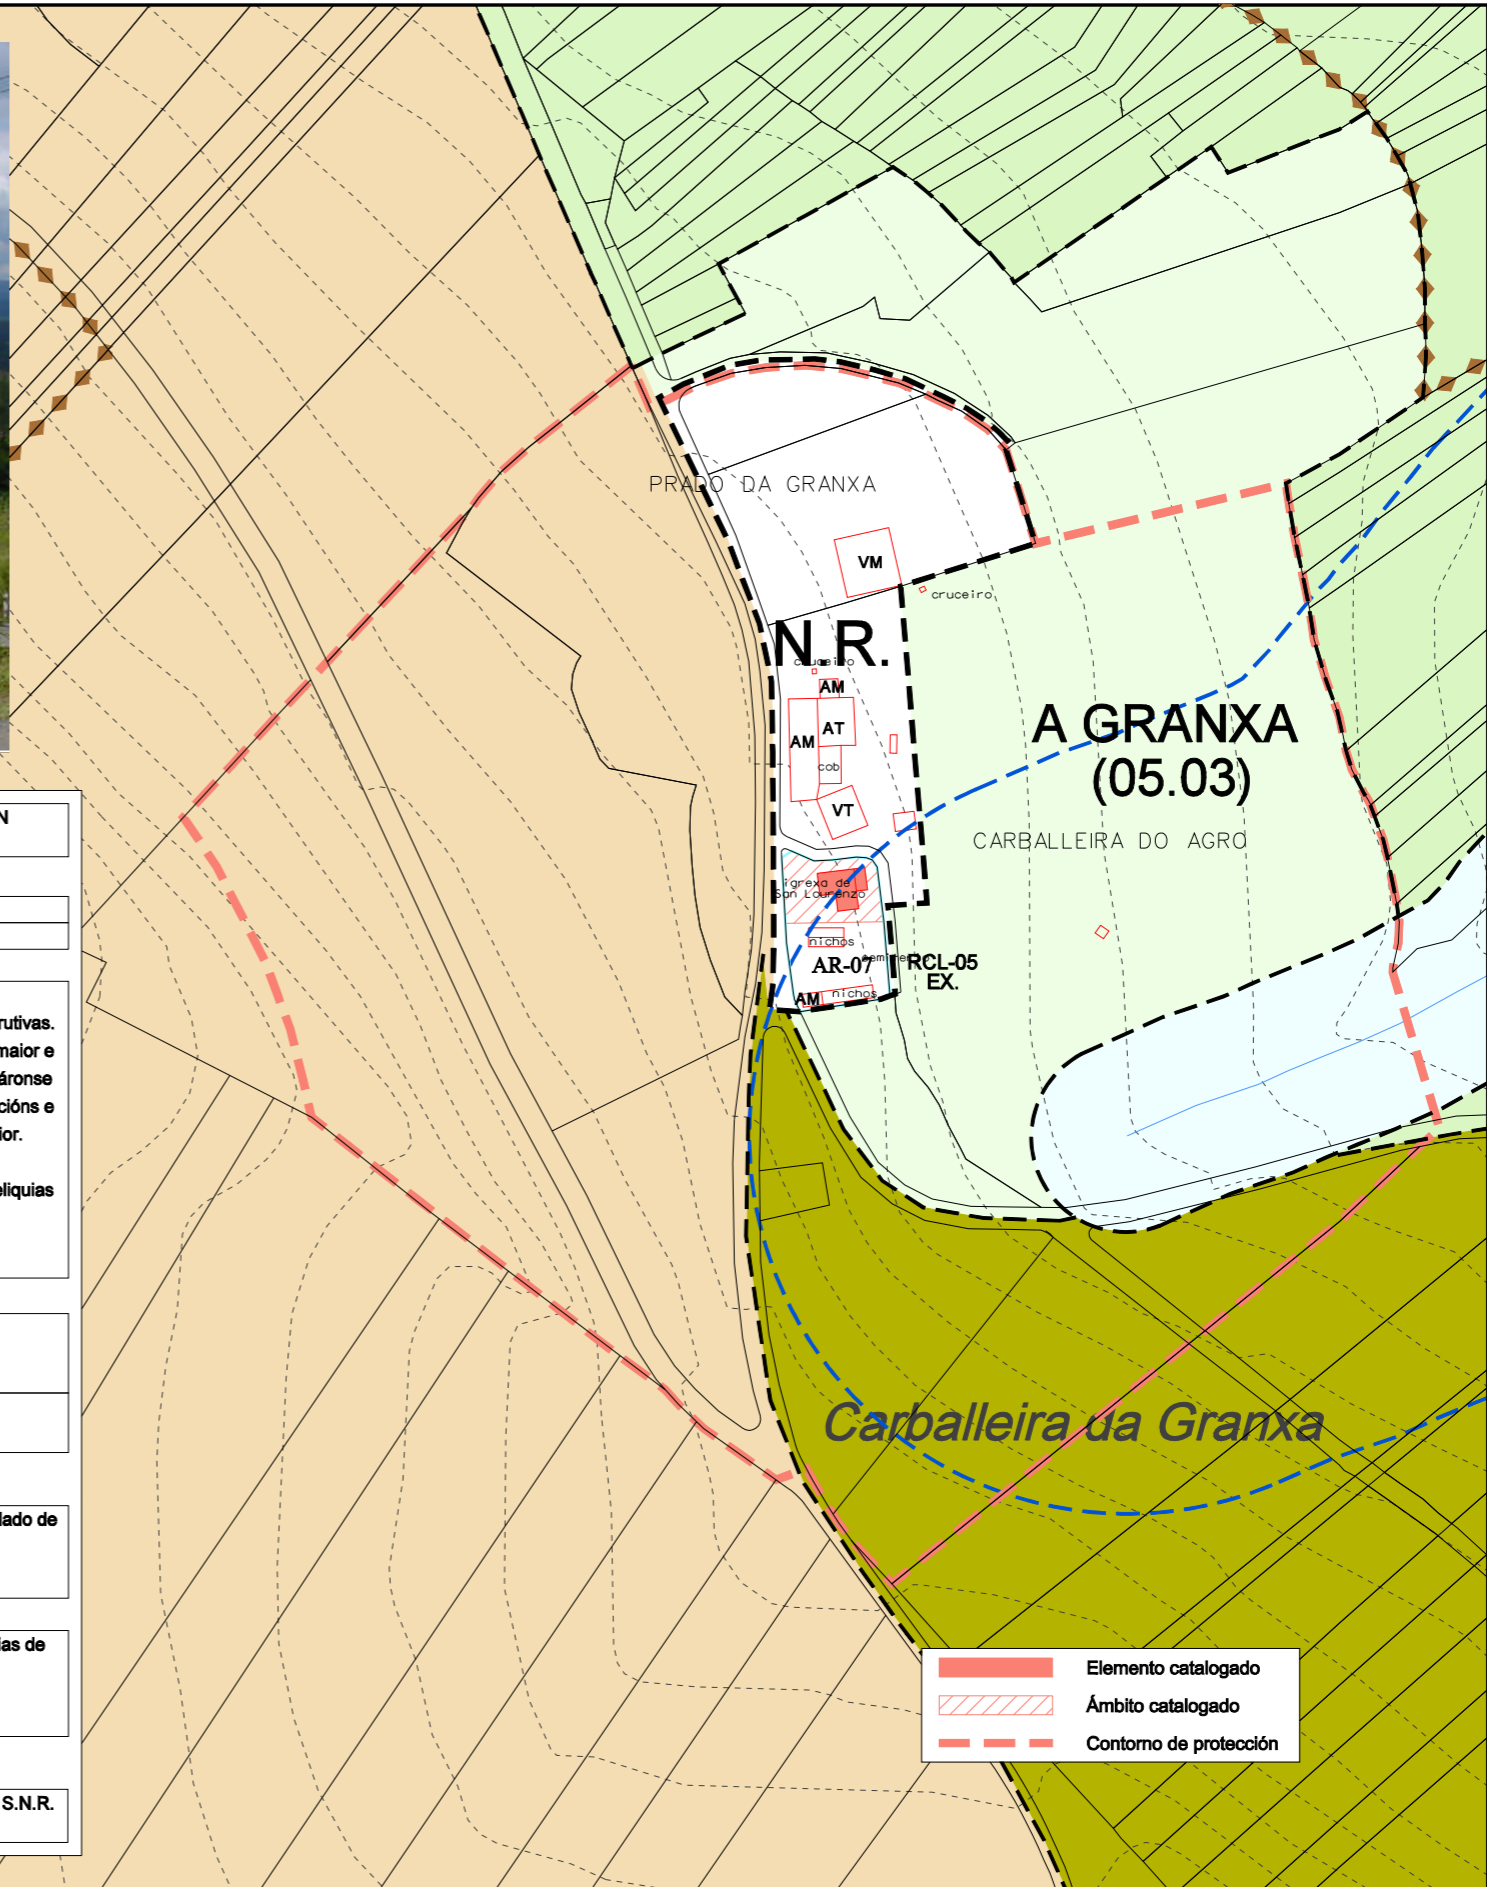 N
rutivas.
maior e
áronse
cións e
ior.
eliquias
lado de
ias de
S.N.R.
PRADO DA GRANXA
VM
cruceiro
N.R.
cruceiro
AM
AT
AM
cob
VT
A GRANXA
(05.03)
CARBALLEIRA DO AGRO
igrexa de
San Lourenzo
nichos
cemiterio
AR-07
RCL-05
EX.
AM
nichos
Carballeira da Granxa
Elemento catalogado
Ámbito catalogado
Contorno de protección